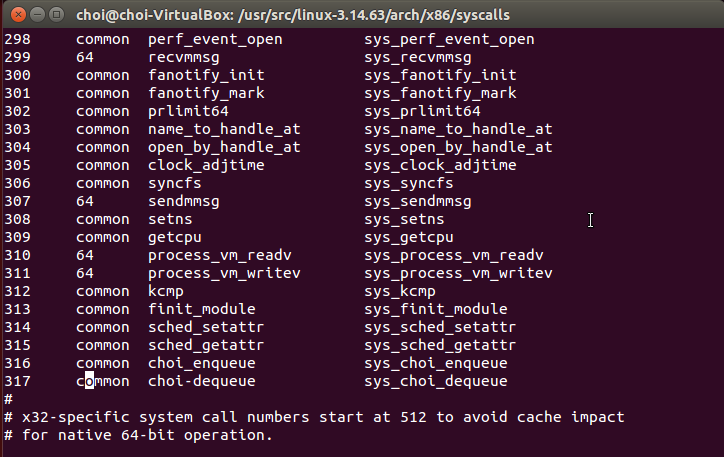 choi@choi-VirtualBox: /usr/src/linux-3.14.63/arch/x86/syscalls
298 common perf_event_open sys_perf_event_open
299 64 recvmmsg sys_recvmmsg
300 common fanotify_init sys_fanotify_init
301 common fanotify_mark sys_fanotify_mark
302 common prlimit64 sys_prlimit64
303 common name_to_handle_at sys_name_to_handle_at
304 common open_by_handle_at sys_open_by_handle_at
305 common clock_adjtime sys_clock_adjtime
306 common syncfs sys_syncfs
307 64 sendmmsg sys_sendmmsg
308 common setns sys_setns
309 common getcpu sys_getcpu
310 64 process_vm_readv sys_process_vm_readv
311 64 process_vm_writev sys_process_vm_writev
312 common kcmp sys_kcmp
313 common finit_module sys_finit_module
314 common sched_setattr sys_sched_setattr
315 common sched_getattr sys_sched_getattr
316 common choi_enqueue sys_choi_enqueue
317 common choi-dequeue sys_choi_dequeue
#
# x32-specific system call numbers start at 512 to avoid cache impact
# for native 64-bit operation.